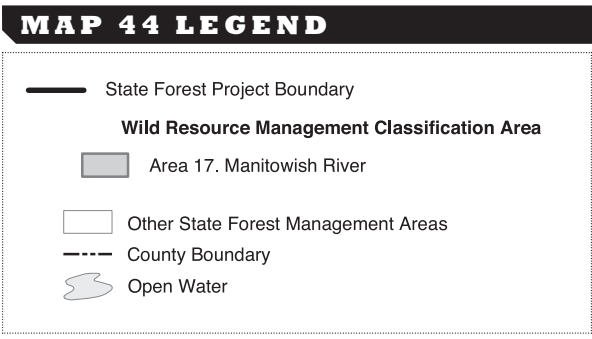 MAP 44 LEGEND
State Forest Project Boundary
Wild Resource Management Classification Area
Area 17. Manitowish River
Other State Forest Management Areas
County Boundary
Open Water